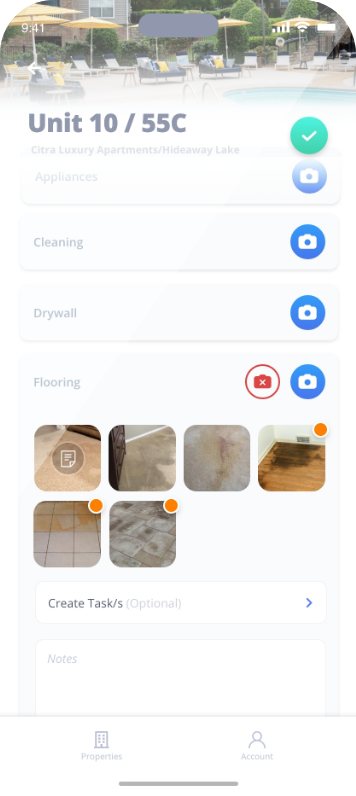 9:41
Unit 10 / 55C
Citra Luxury Apartments/Hideaway Lake
Appliances
Cleaning
Drywall
Flooring
Create Task/s (Optional)
Notes
Properties
Account